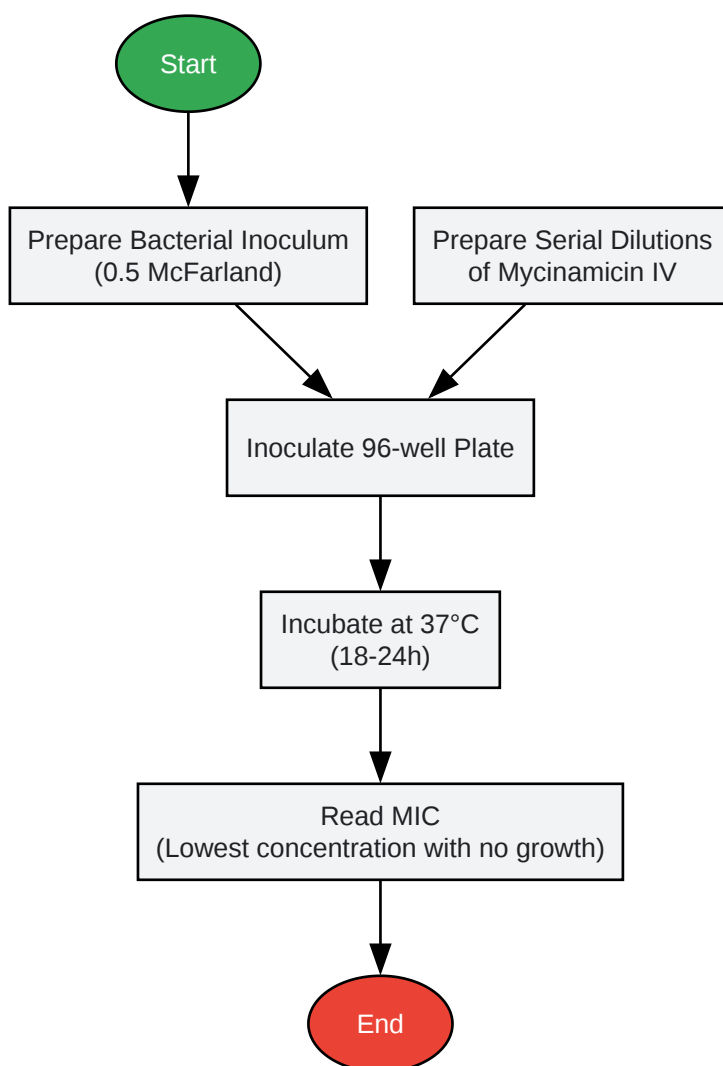 Start
Prepare Bacterial Inoculum
(0.5 McFarland)
Prepare Serial Dilutions
of Mycinamicin IV
Inoculate 96-well Plate
Incubate at 37°C
(18-24h)
Read MIC
(Lowest concentration with no growth)
End